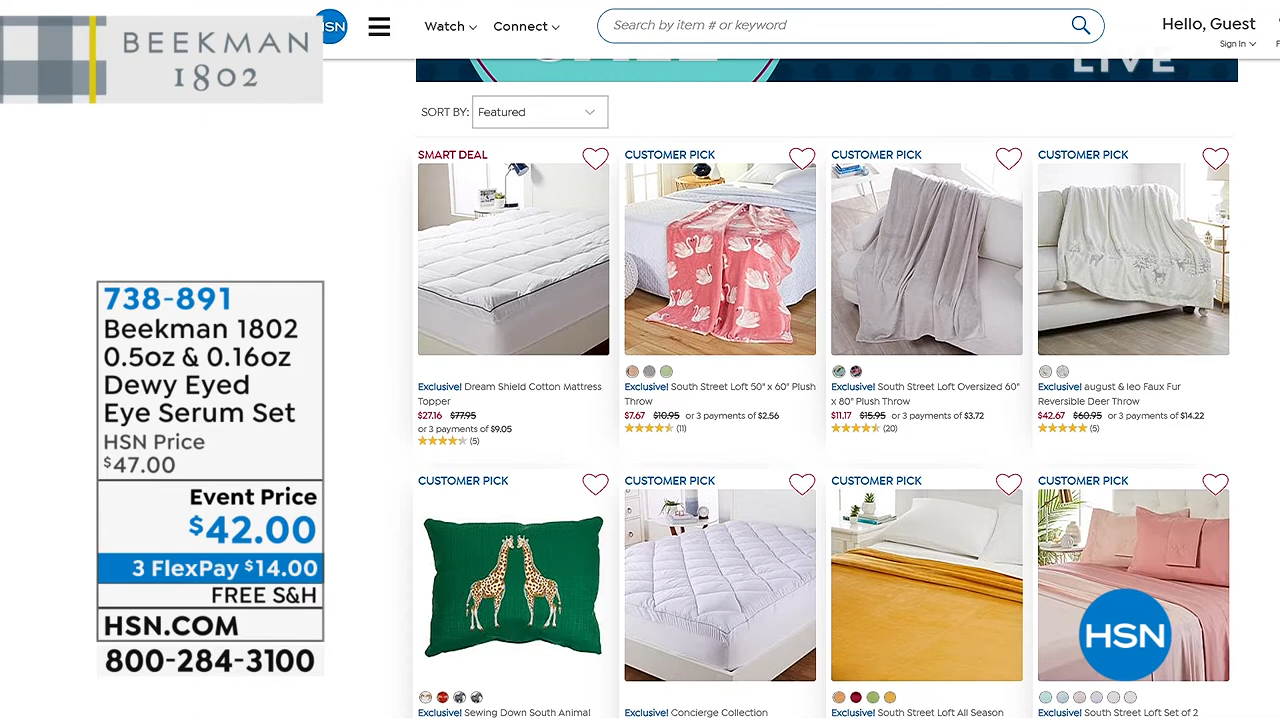 BEEKMAN
1802
HSN
Watch
Connect
Search by item # or keyword
Hello, Guest
Sign In
LIVE
SORT BY: Featured
SMART DEAL
CUSTOMER PICK
CUSTOMER PICK
CUSTOMER PICK
Exclusive! Dream Shield Cotton Mattress
Topper
$27.16 $77.95
or 3 payments of $9.05
(5)
Exclusive! South Street Loft 50" x 60" Plush
Throw
$7.67 $10.95 or 3 payments of $2.56
(11)
Exclusive! South Street Loft Oversized 60"
x 80" Plush Throw
$11.17 $15.95 or 3 payments of $3.72
(20)
Exclusive! august & leo Faux Fur
Reversible Deer Throw
$42.67 $60.95 or 3 payments of $14.22
(5)
CUSTOMER PICK
CUSTOMER PICK
CUSTOMER PICK
CUSTOMER PICK
HSN
Exclusive! Sewing Down South Animal
Exclusive! Concierge Collection
Exclusive! South Street Loft All Season
Exclusive! South Street Loft Set of 2
738-891
Beekman 1802
0.5oz & 0.16oz
Dewy Eyed
Eye Serum Set
HSN Price
$47.00
Event Price
$42.00
3 FlexPay $14.00
FREE S&H
HSN.COM
800-284-3100